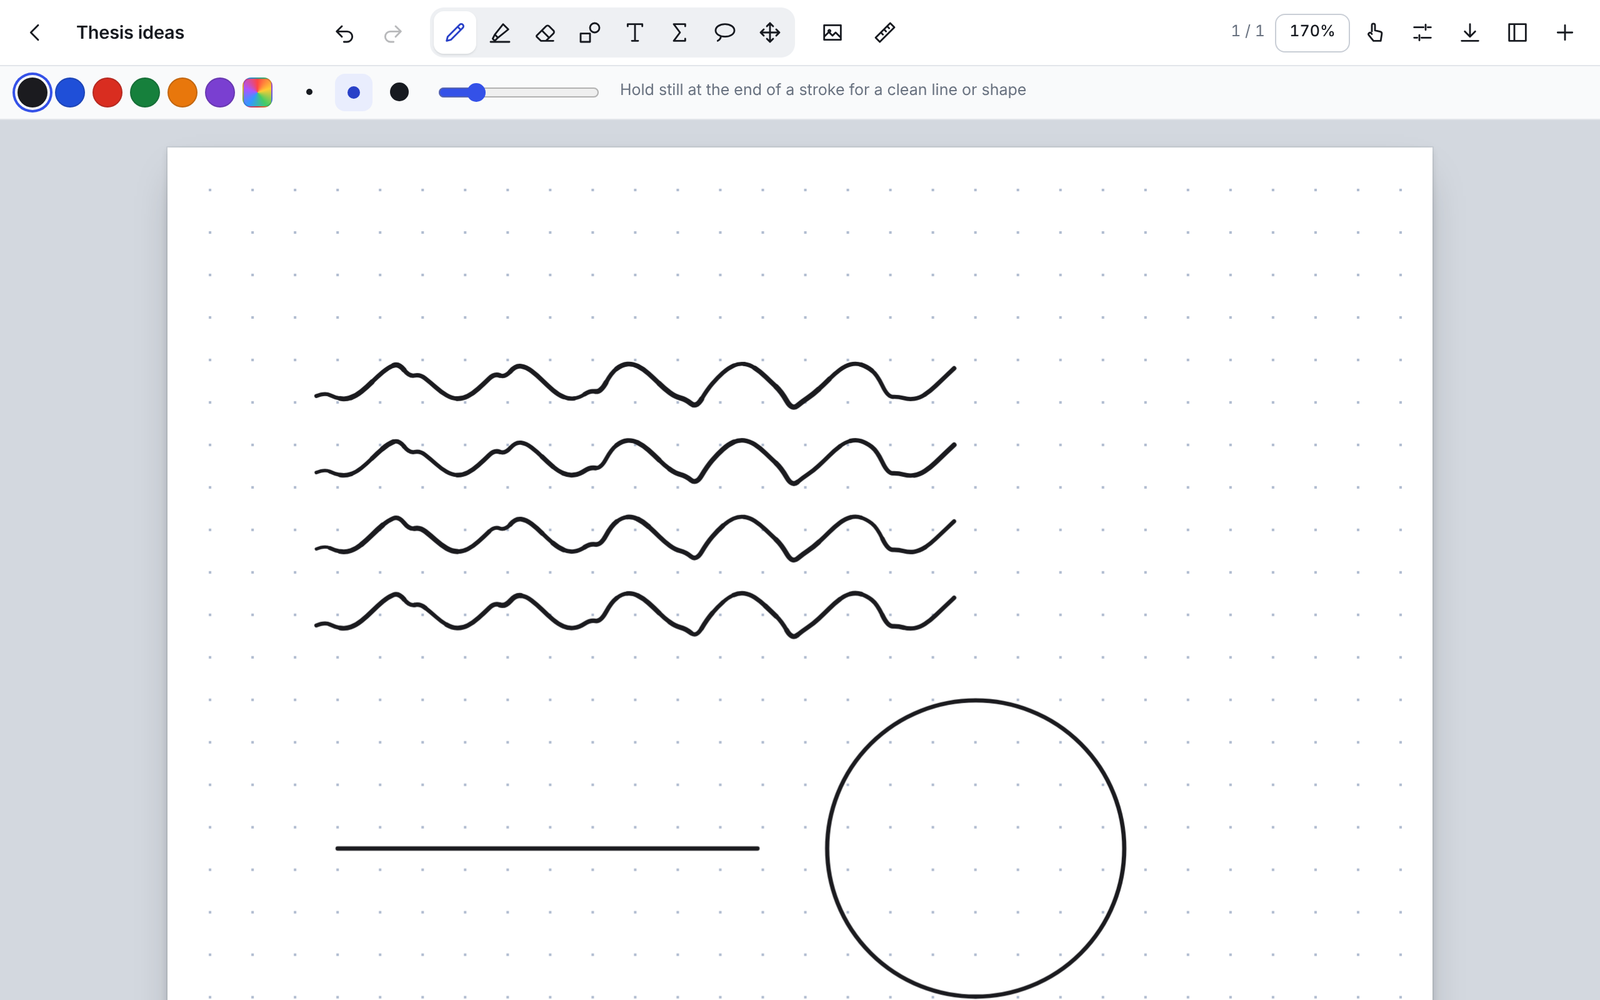 Thesis ideas
1 / 1
170%
Hold still at the end of a stroke for a clean line or shape